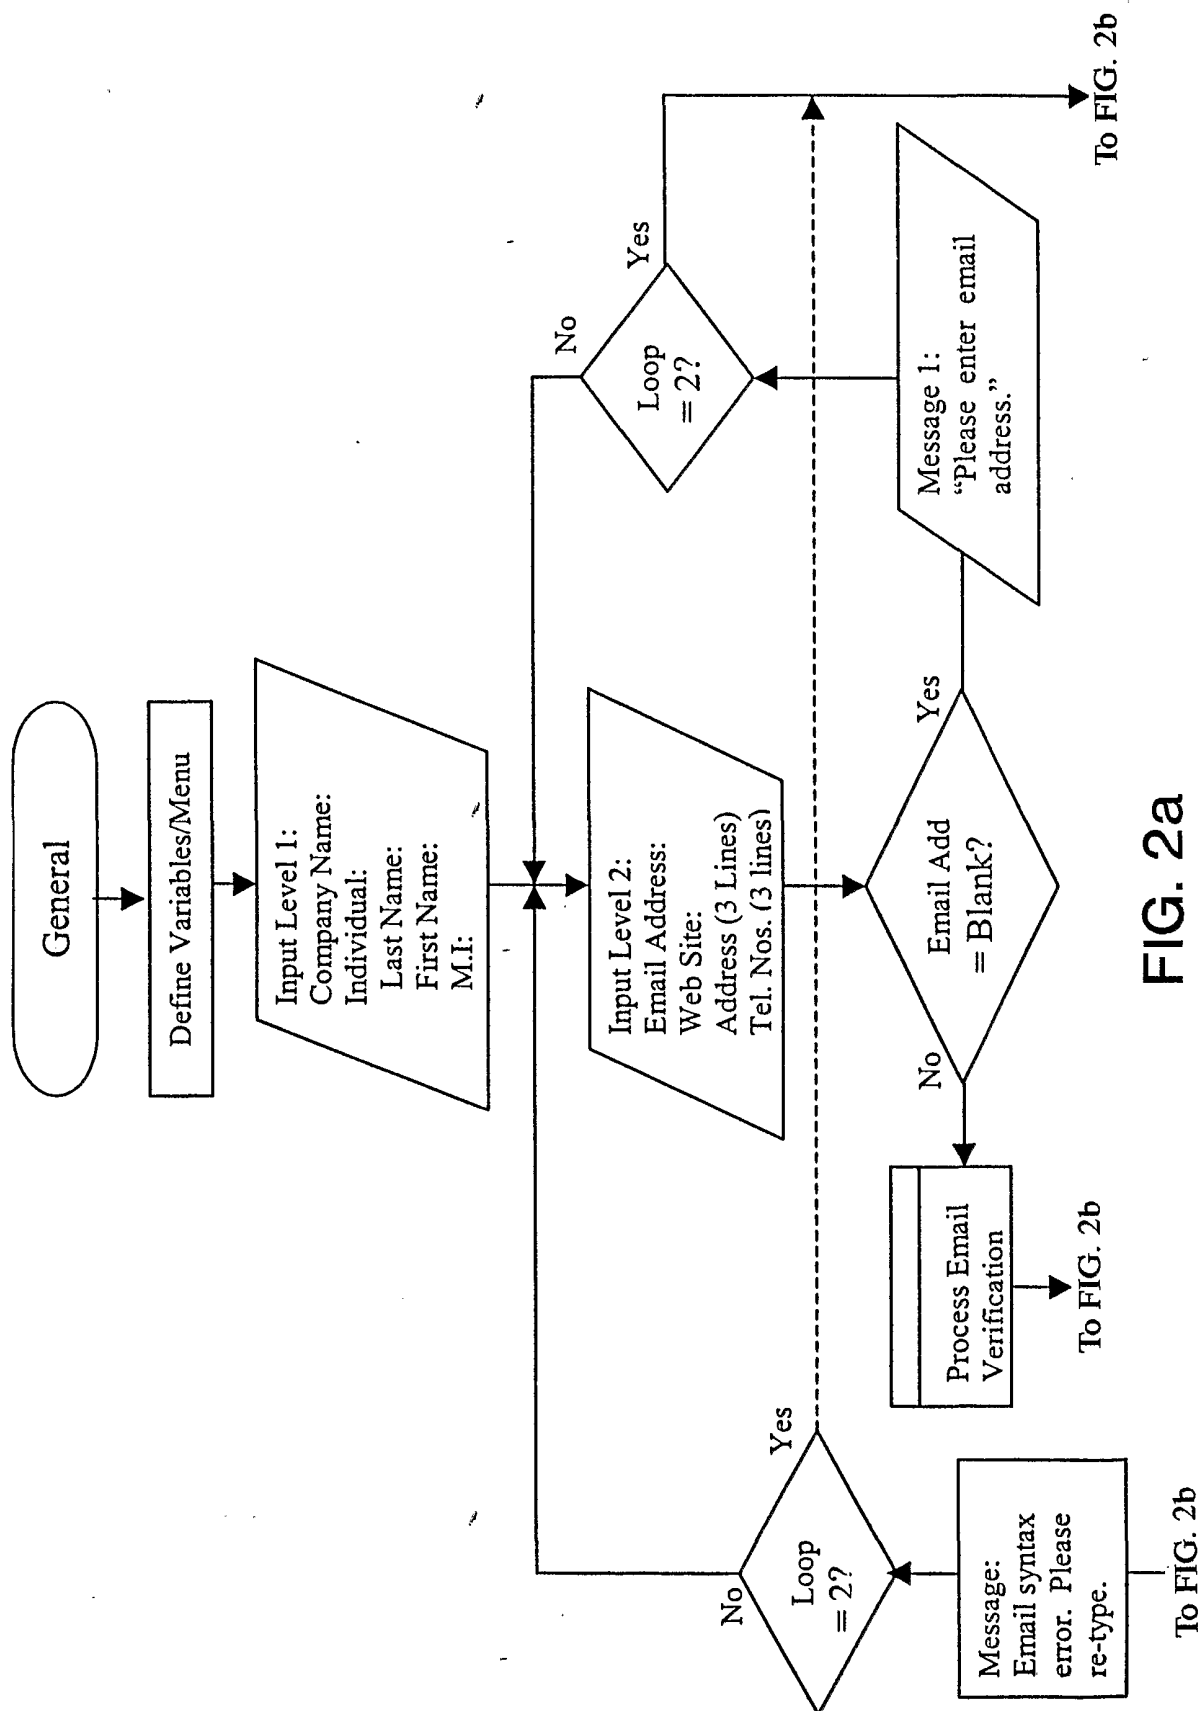 General
Define Variables/Menu
Input Level 1:
Company Name:
Individual:
Last Name:
First Name:
M.I:
Input Level 2:
Email Address:
Web Site:
Address (3 Lines)
Tel. Nos. (3 lines)
No
Loop
= 2?
Yes
No
Loop
= 2?
Yes
Message:
Email syntax
error. Please
re-type.
To FIG. 2b
Process Email
Verification
To FIG. 2b
No
Email Add
= Blank?
Yes
Message 1:
“Please enter email
address.”
To FIG. 2b
FIG. 2a